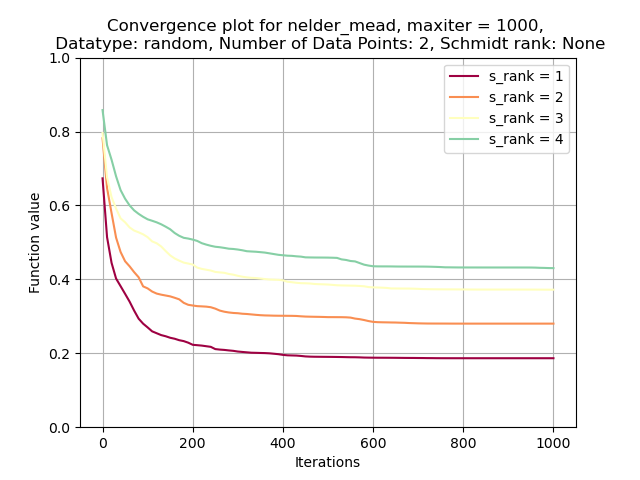 Convergence plot for nelder_mead, maxiter = 1000,
Datatype: random, Number of Data Points: 2, Schmidt rank: None
s_rank = 1
s_rank = 2
s_rank = 3
s_rank = 4
Function value
1.0
0.8
0.6
0.4
0.2
0.0
0 200 400 600 800 1000
Iterations